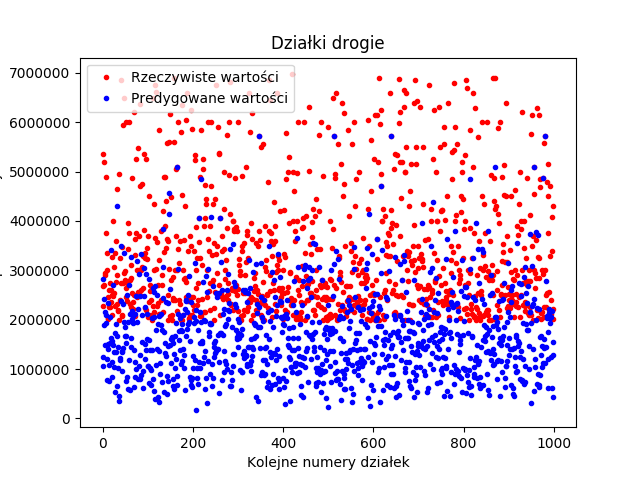 Działki drogie
Rzeczywiste wartości
Predygowane wartości
7000000
6000000
5000000
4000000
3000000
2000000
1000000
0
0 200 400 600 800 1000
Kolejne numery działek